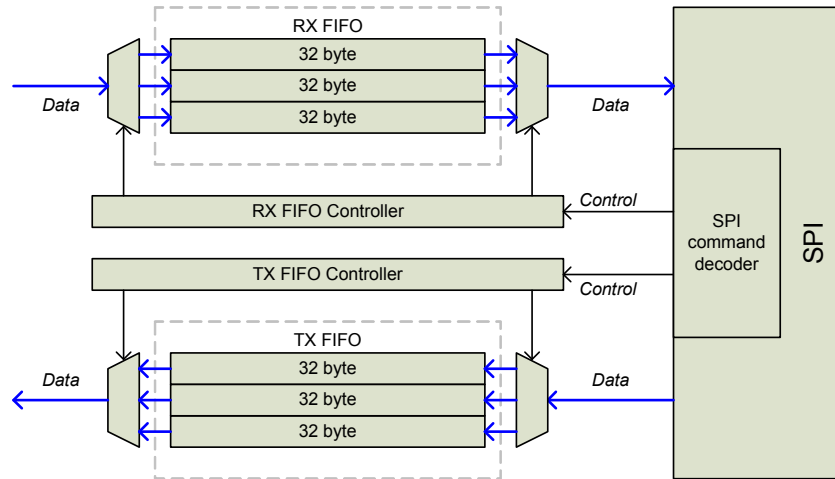 RX FIFO
32 byte
32 byte
32 byte
Data
Data
RX FIFO Controller
Control
SPI
command
decoder
SPI
TX FIFO Controller
Control
TX FIFO
32 byte
32 byte
32 byte
Data
Data